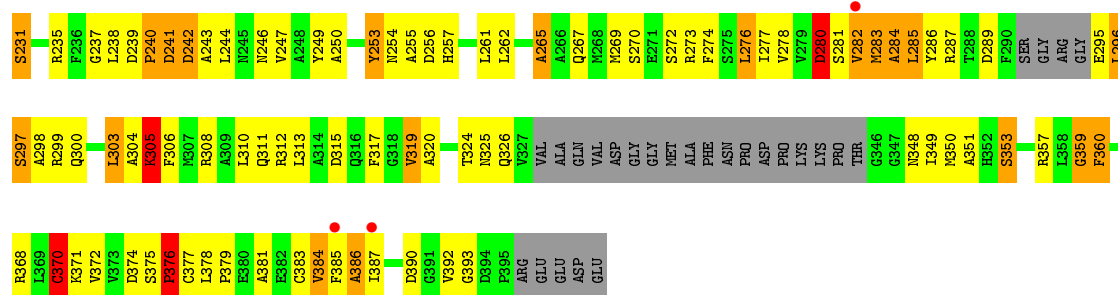 S231 R235 F236 G237 L238 D239 P240 D241 D242 A243 L244 N245 N246 V247 A248 Y249 A250 Y253 N254 A255 D256 H257 L261 L262 A265 A266 Q267 M268 M269 S270 E271 S272 R273 F274 S275 L276 I277 V278 V279 D280 S281 V282 M283 A284 L285 Y286 R287 T288 D289 F290 SER GLY ARG GLY E295 L296
S297 A298 R299 Q300 L303 A304 K305 F306 M307 R308 A309 L310 Q311 R312 L313 A314 D315 Q316 F317 G318 V319 A320 T324 N325 Q326 V327 VAL ALA GLN VAL ASP GLY GLY MET ALA PHE ASN PRO ASP PRO LYS LYS PRO THR G346 G347 N348 I349 M350 A351 H352 S353 R357 L358 G359 F360
R368 L369 C370 K371 V372 V373 D374 S375 P376 C377 L378 P379 E380 A381 E382 C383 V384 F385 A386 I387 D390 G391 V392 G393 D394 P395 ARG GLU GLU ASP GLU